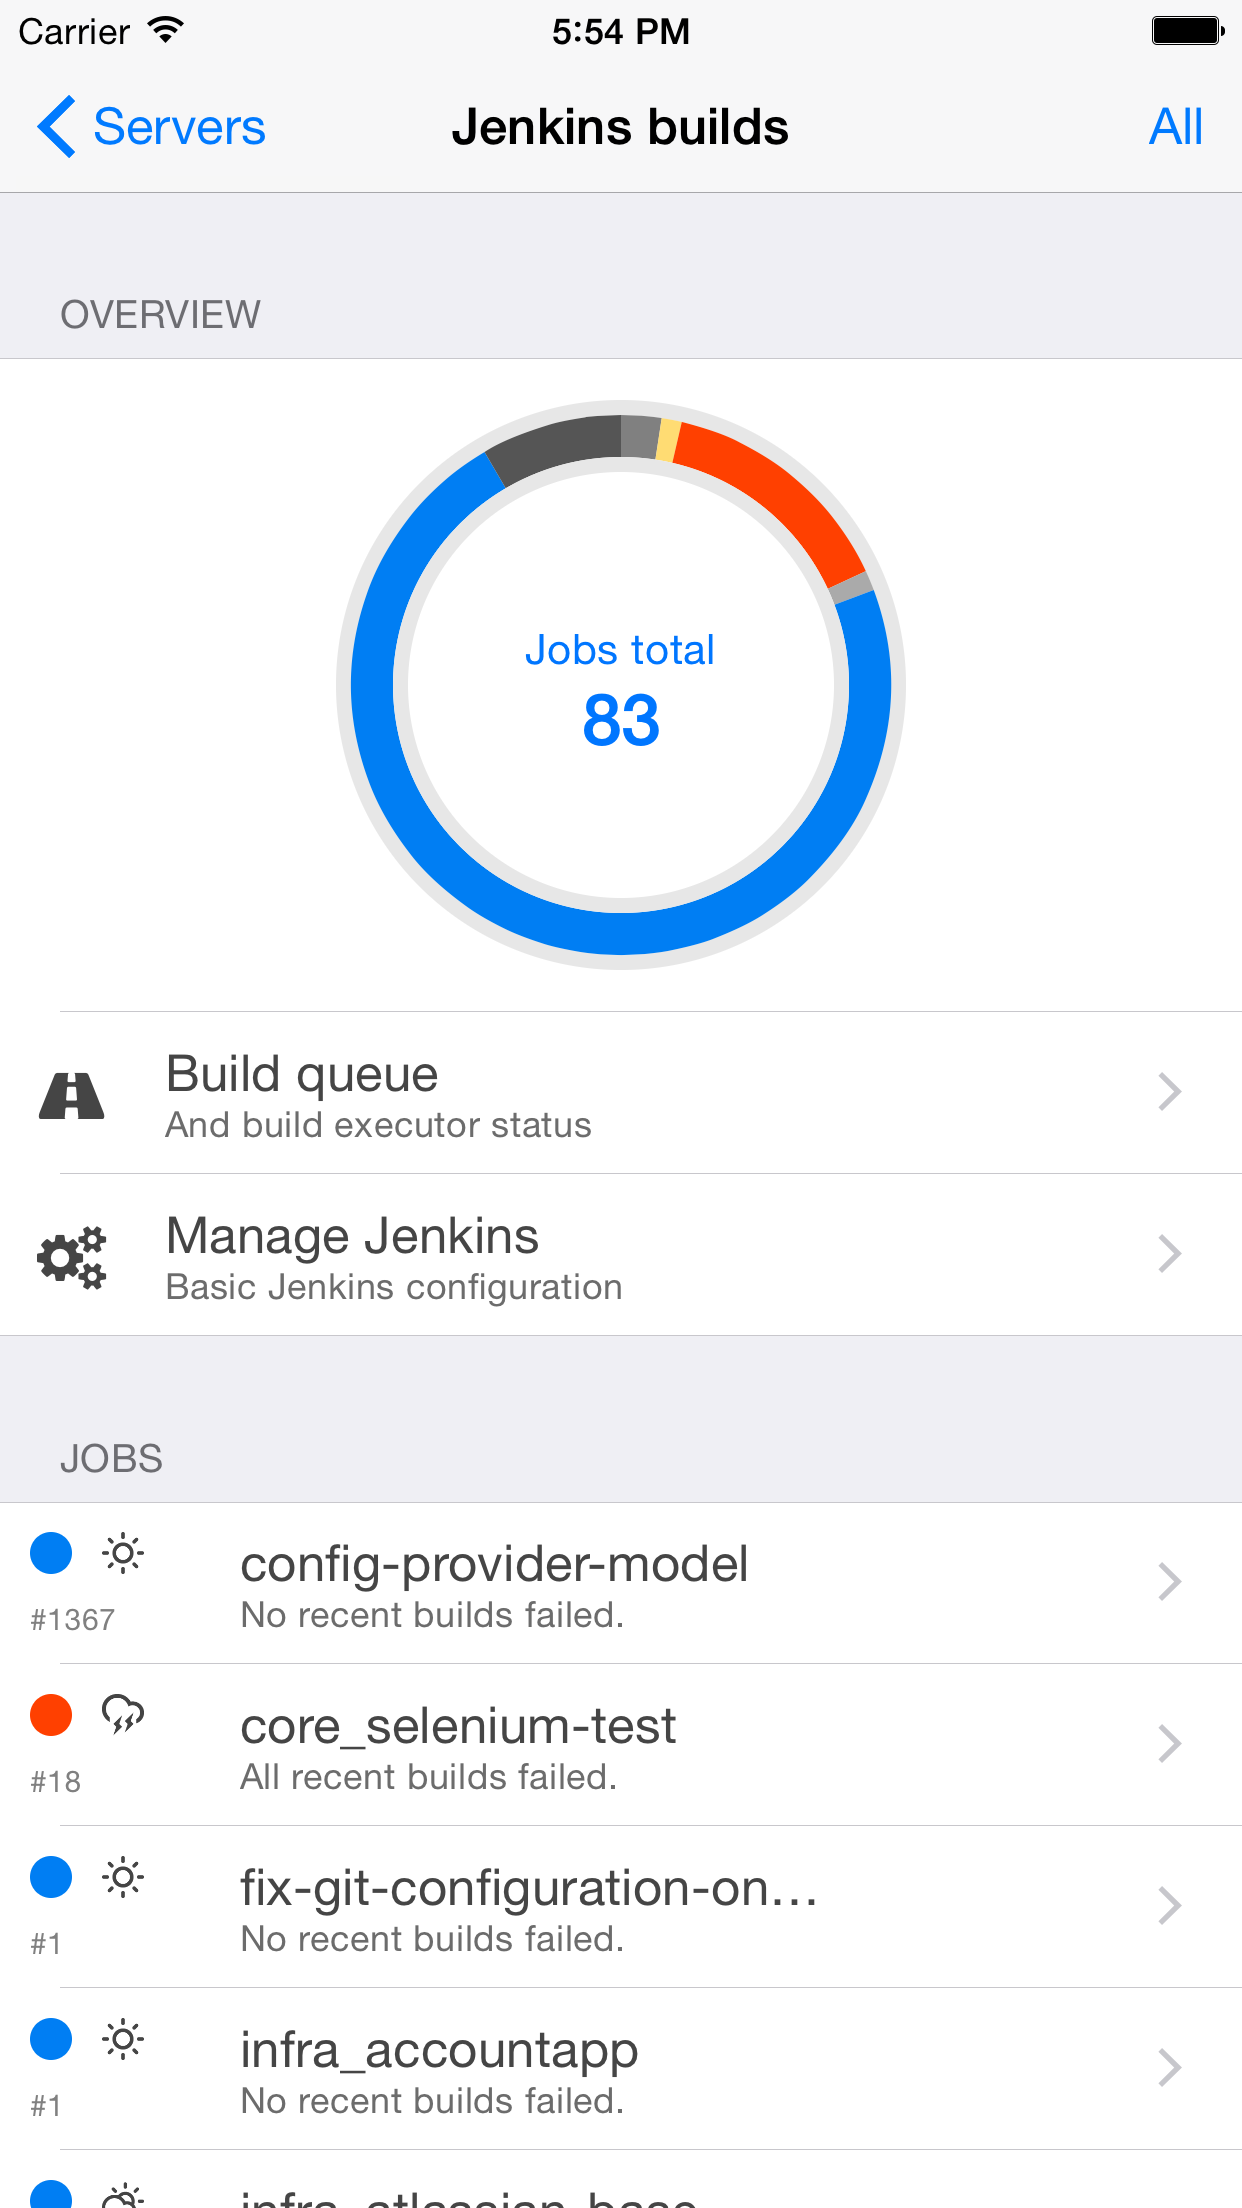 Carrier 5:54 PM
Servers Jenkins builds All
OVERVIEW
Jobs total
83
Build queue
And build executor status
Manage Jenkins
Basic Jenkins configuration
JOBS
config-provider-model
No recent builds failed.
#1367
core_selenium-test
All recent builds failed.
#18
fix-git-configuration-on...
No recent builds failed.
#1
infra_accountapp
No recent builds failed.
#1
infra_atlassian-base